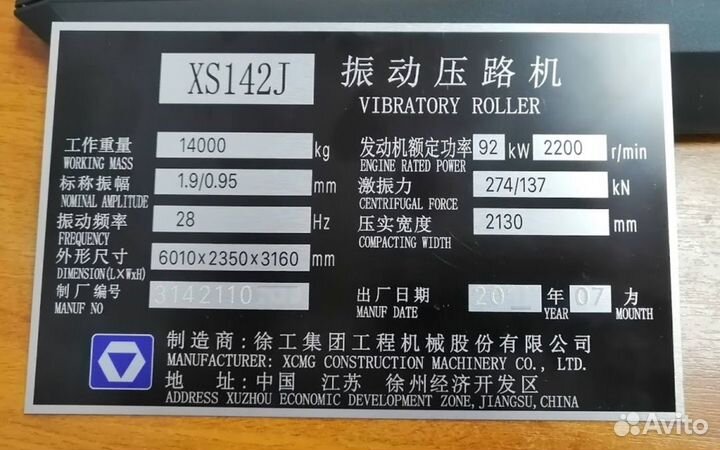 XS142J 振动压路机
VIBRATORY ROLLER
工作重量 14000 kg 发动机额定功率 92 kW 2200 r/min
WORKING MASS ENGINE RATED POWER
标称振幅 1.9/0.95 mm 激振力 274/137 kN
NOMINAL AMPLITUDE CENTRIFUGAL FORCE
振动频率 28 Hz 压实宽度 2130 mm
FREQUENCY COMPACTING WIDTH
外形尺寸 6010×2350×3160 mm
DIMENSION(L×W×H)
制厂编号 3142110 出厂日期 20 年 07 月
MANUF NO MANUF DATE YEAR MOUNTH
制造商：徐工集团工程机械股份有限公司
MANUFACTURER: XCMG CONSTRUCTION MACHINERY CO., LTD.
地 址：中国 江苏 徐州经济开发区
ADDRESS XUZHOU ECONOMIC DEVELOPMENT ZONE,JIANGSU,CHINA
Avito